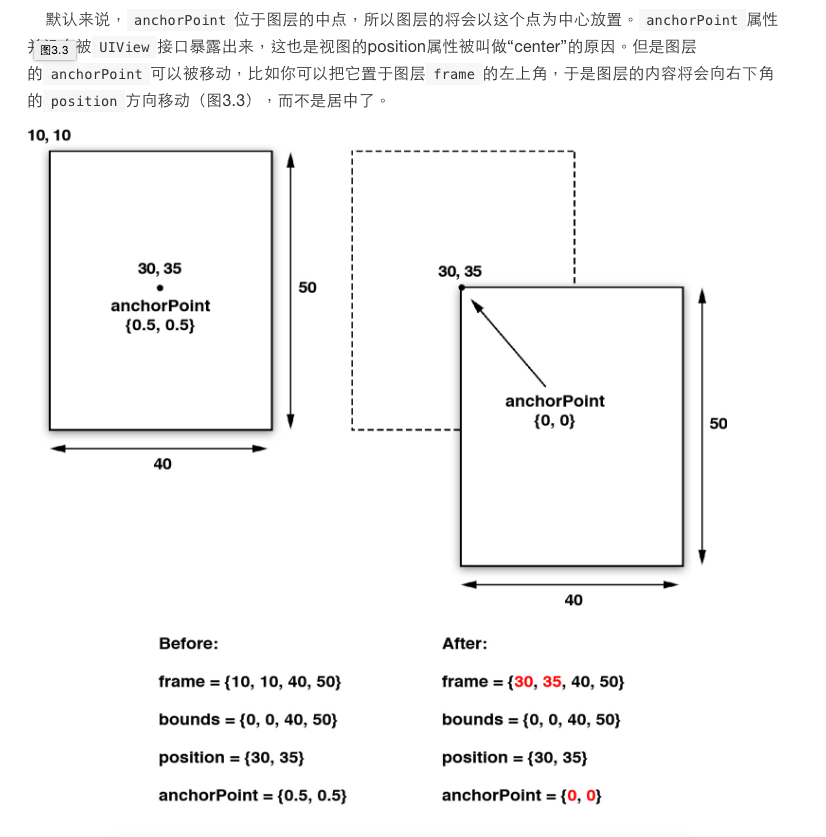 默认来说，anchorPoint 位于图层的中点，所以图层的将会以这个点为中心放置。anchorPoint 属性
图3.3 被 UIView 接口暴露出来，这也是视图的position属性被叫做“center”的原因。但是图层
的 anchorPoint 可以被移动，比如你可以把它置于图层 frame 的左上角，于是图层的内容将会向右下角
的 position 方向移动（图3.3），而不是居中了。
10, 10
30, 35
anchorPoint
{0.5, 0.5}
50
40
30, 35
anchorPoint
{0, 0}
50
40
Before:
frame = {10, 10, 40, 50}
bounds = {0, 0, 40, 50}
position = {30, 35}
anchorPoint = {0.5, 0.5}
After:
frame = {30, 35, 40, 50}
bounds = {0, 0, 40, 50}
position = {30, 35}
anchorPoint = {0, 0}